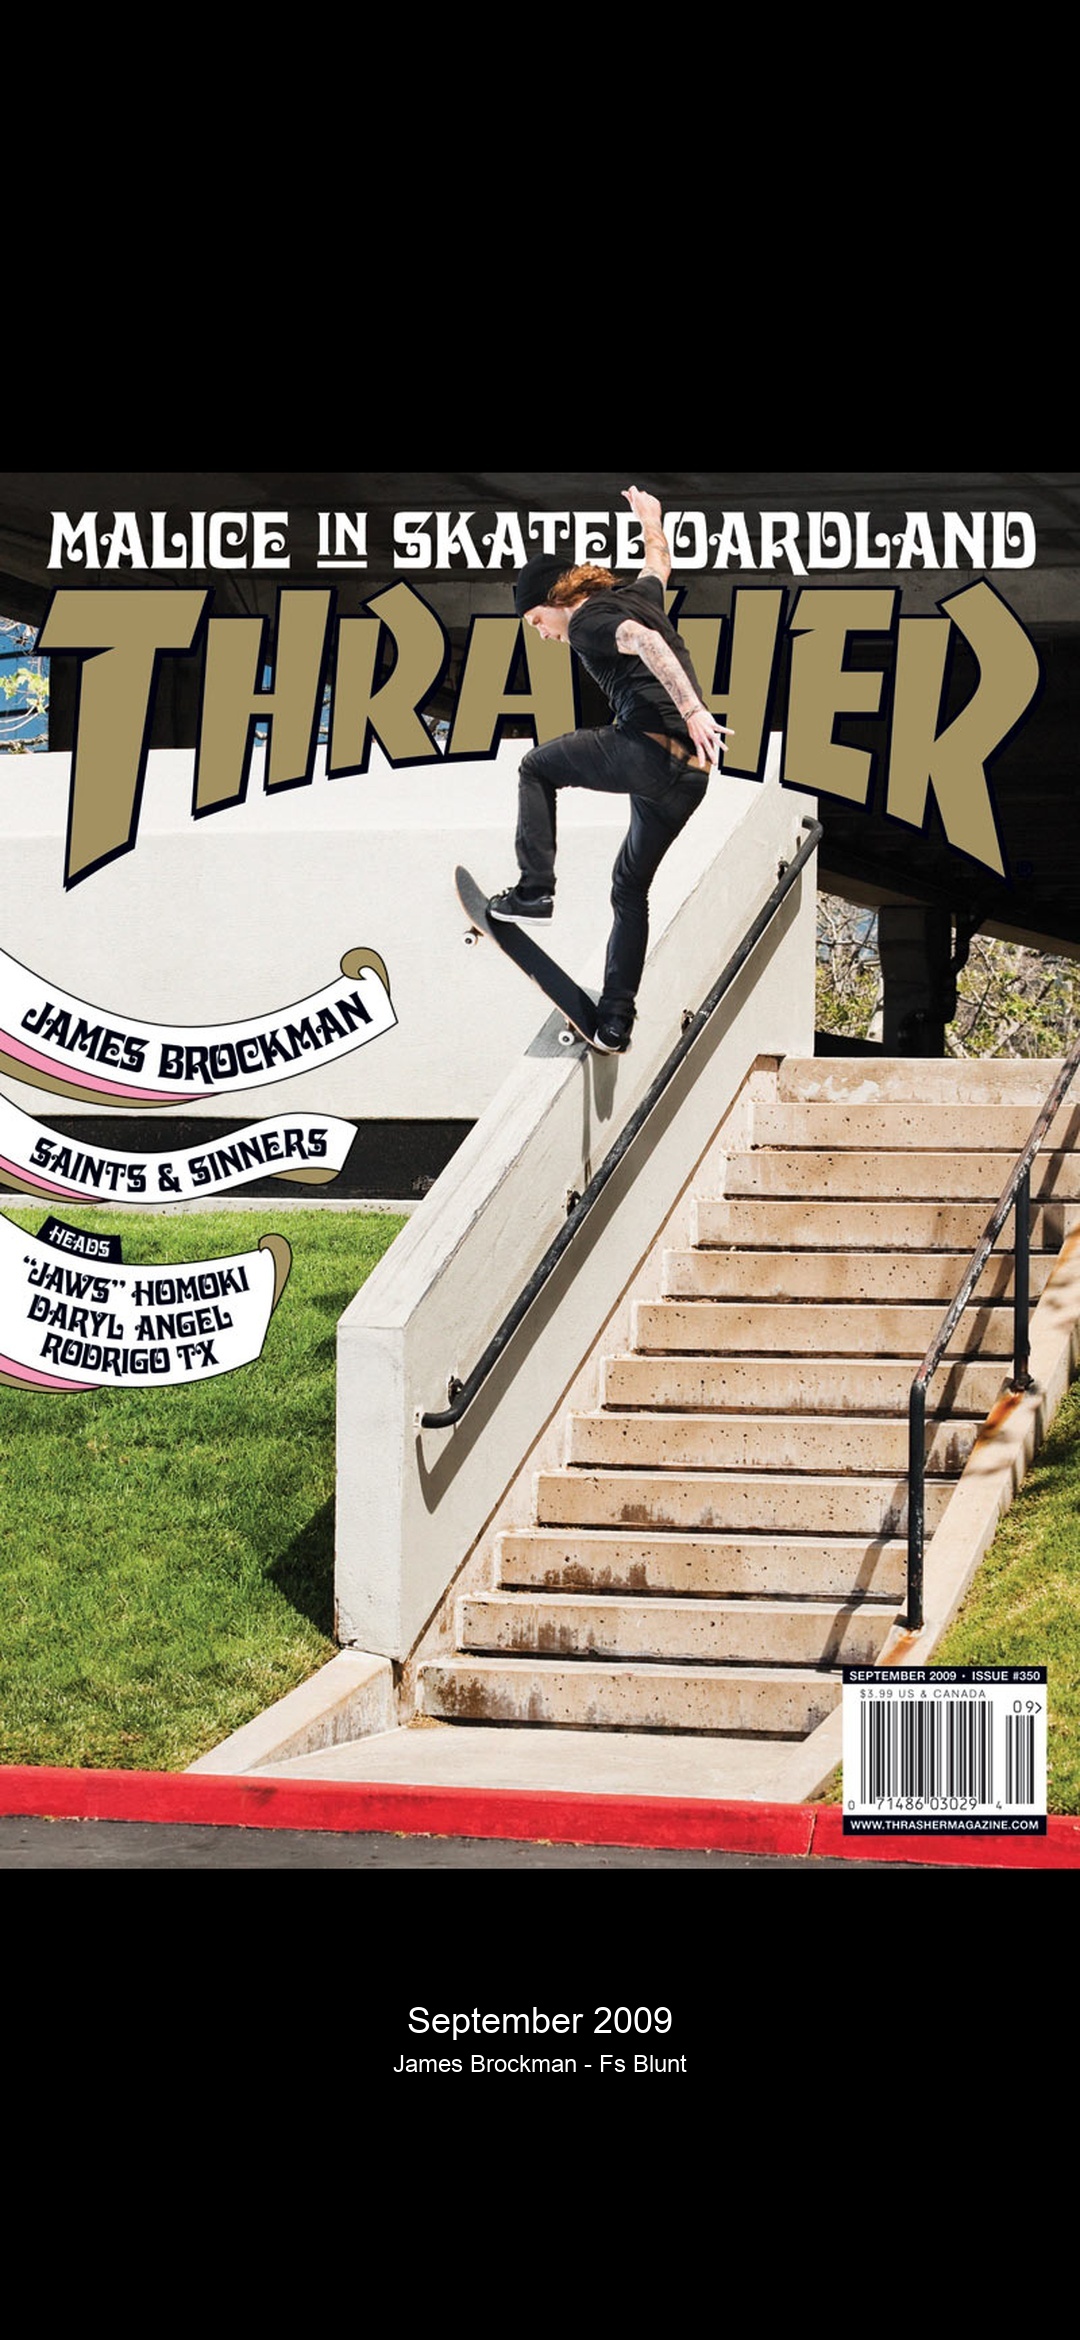 MALICE IN SKATEBOARDLAND
THRASHER
JAMES BROCKMAN
SAINTS & SINNERS
HEADS
"JAWS" HOMOKI
DARYL ANGEL
RODRIGO TX
SEPTEMBER 2009 • ISSUE #350
$3.99 US & CANADA
09>
0 71486 03029 4
WWW.THRASHERMAGAZINE.COM
September 2009
James Brockman - Fs Blunt